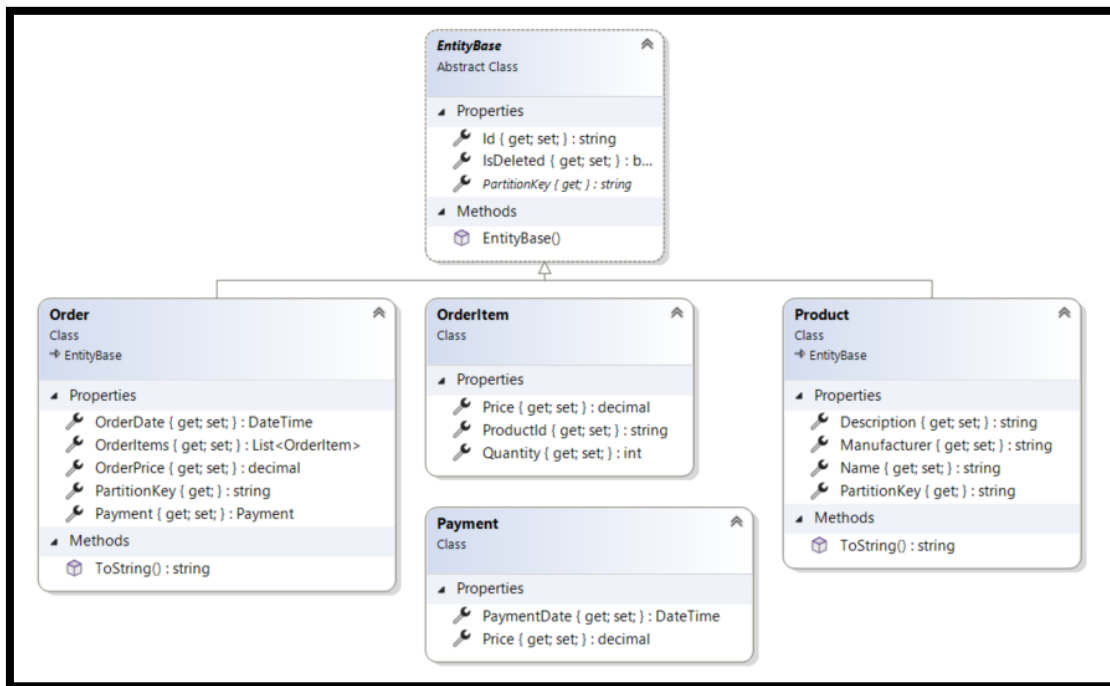 EntityBase
Abstract Class
Properties
Id { get; set; } : string
IsDeleted { get; set; } : b...
PartitionKey { get; } : string
Methods
EntityBase()
Order
Class
EntityBase
Properties
OrderDate { get; set; } : DateTime
OrderItems { get; set; } : List<OrderItem>
OrderPrice { get; set; } : decimal
PartitionKey { get; } : string
Payment { get; set; } : Payment
Methods
ToString() : string
OrderItem
Class
Properties
Price { get; set; } : decimal
ProductId { get; set; } : string
Quantity { get; set; } : int
Payment
Class
Properties
PaymentDate { get; set; } : DateTime
Price { get; set; } : decimal
Product
Class
EntityBase
Properties
Description { get; set; } : string
Manufacturer { get; set; } : string
Name { get; set; } : string
PartitionKey { get; } : string
Methods
ToString() : string